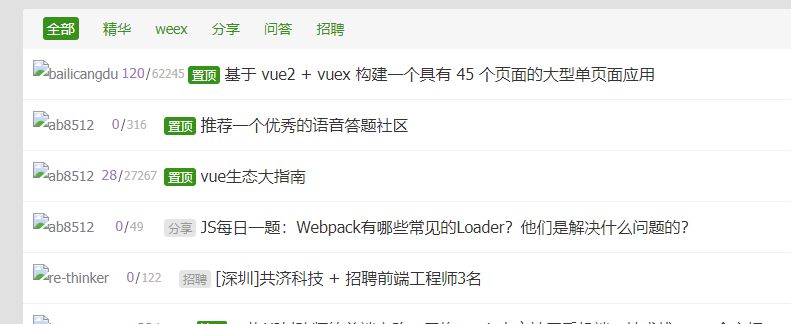 全部 精华 weex 分享 问答 招聘
bailicangdu 120/62245 置顶 基于 vue2 + vuex 构建一个具有 45 个页面的大型单页面应用
ab8512 0/316 置顶 推荐一个优秀的语音答题社区
ab8512 28/27267 置顶 vue生态大指南
ab8512 0/49 分享 JS每日一题：Webpack有哪些常见的Loader？他们是解决什么问题的?
re-thinker 0/122 招聘 [深圳]共济科技 + 招聘前端工程师3名